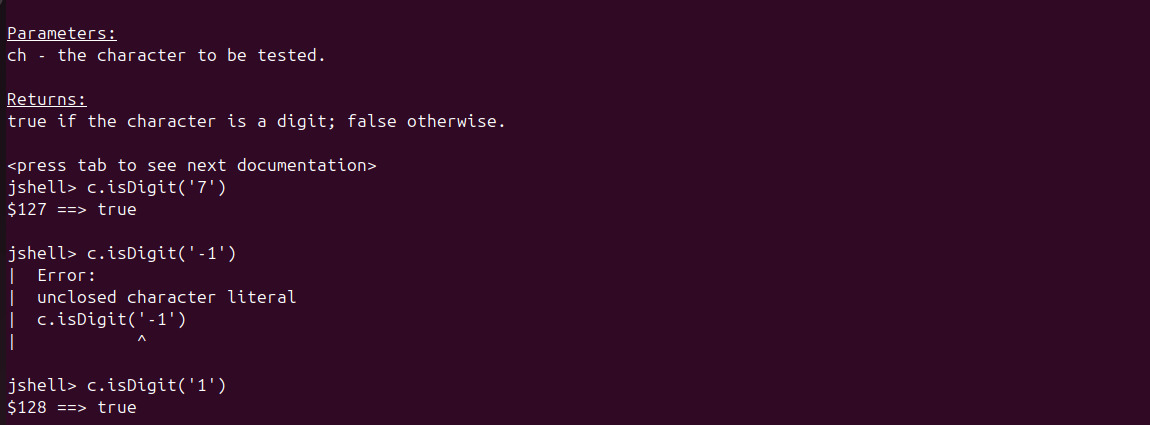 Parameters:
ch - the character to be tested.
Returns:
true if the character is a digit; false otherwise.
<press tab to see next documentation>
jshell> c.isDigit('7')
$127 ==> true
jshell> c.isDigit('-1')
|  Error:
|  unclosed character literal
|  c.isDigit('-1')
|            ^
jshell> c.isDigit('1')
$128 ==> true